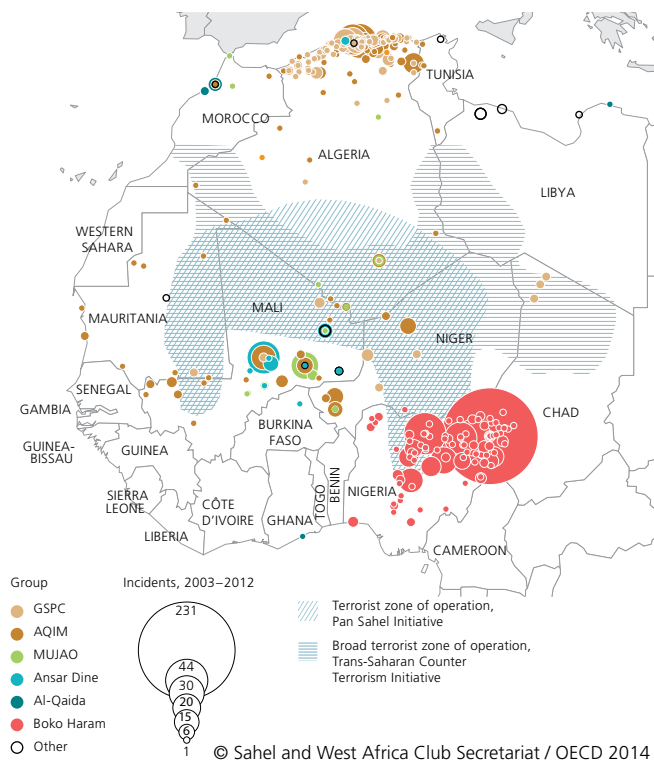 TUNISIA
MOROCCO
ALGERIA
LIBYA
WESTERN
SAHARA
MALI
MAURITANIA
NIGER
SENEGAL
GAMBIA
CHAD
BURKINA
FASO
GUINEA-
BISSAU
GUINEA
BENIN
TOGO
NIGERIA
SIERRA
LEONE
CÔTE
D'IVOIRE
GHANA
LIBERIA
CAMEROON
Group
GSPC
AQIM
MUJAO
Ansar Dine
Al-Qaida
Boko Haram
Other
Incidents, 2003–2012
231
44
30
20
15
6
1
Terrorist zone of operation,
Pan Sahel Initiative
Broad terrorist zone of operation,
Trans-Saharan Counter
Terrorism Initiative
© Sahel and West Africa Club Secretariat / OECD 2014